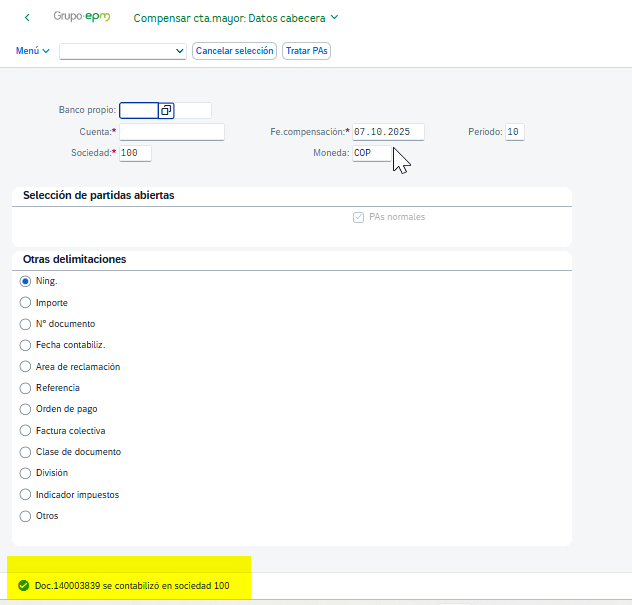 Grupo·epm
Compensar cta.mayor: Datos cabecera
Menú
Cancelar selección
Tratar PAs
Banco propio:
Cuenta:*
Fe.compensación:* 07.10.2025
Periodo: 10
Sociedad:* 100
Moneda: COP
Selección de partidas abiertas
PAs normales
Otras delimitaciones
Ning.
Importe
Nº documento
Fecha contabiliz.
Area de reclamación
Referencia
Orden de pago
Factura colectiva
Clase de documento
División
Indicador impuestos
Otros
Doc.140003839 se contabilizó en sociedad 100